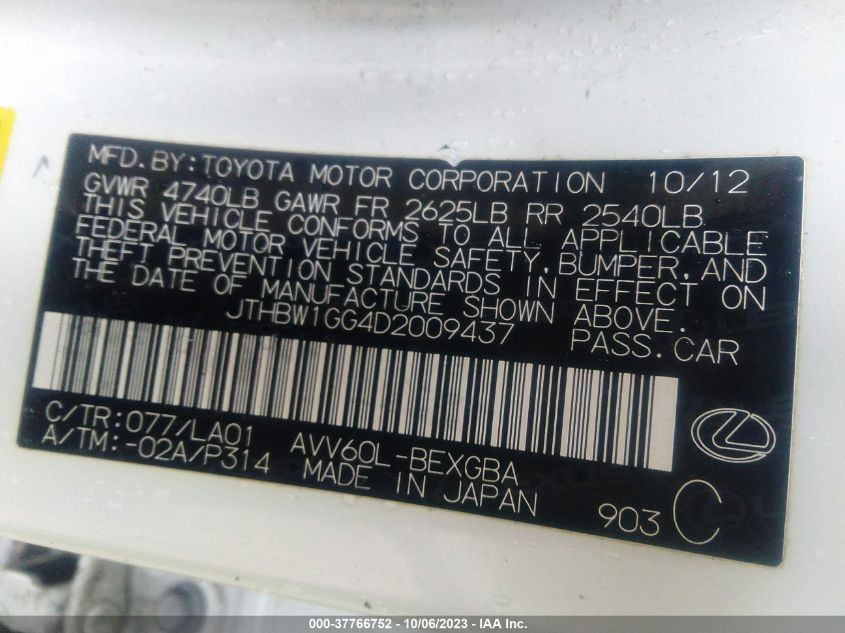 MFD. BY: TOYOTA MOTOR CORPORATION 10/12
GVWR 4740LB GAWR FR 2625LB RR 2540LB
THIS VEHICLE CONFORMS TO ALL APPLICABLE
FEDERAL MOTOR VEHICLE SAFETY, BUMPER, AND
THEFT PREVENTION STANDARDS IN EFFECT ON
THE DATE OF MANUFACTURE SHOWN ABOVE.
JTHBW1GG4D2009437 PASS. CAR
C/TR: 077/LA01 AVV60L-BEXGBA
A/TM: -02A/P314 MADE IN JAPAN
903 C
000-37766752 - 10/06/2023 - IAA Inc.